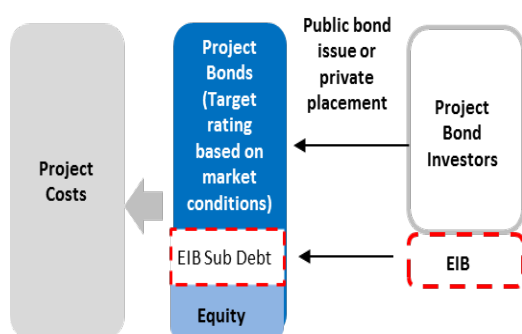 Project
Costs
Project
Bonds
(Target
rating
based on
market
conditions)
EIB Sub Debt
Equity
Public bond
issue or
private
placement
Project
Bond
Investors
EIB